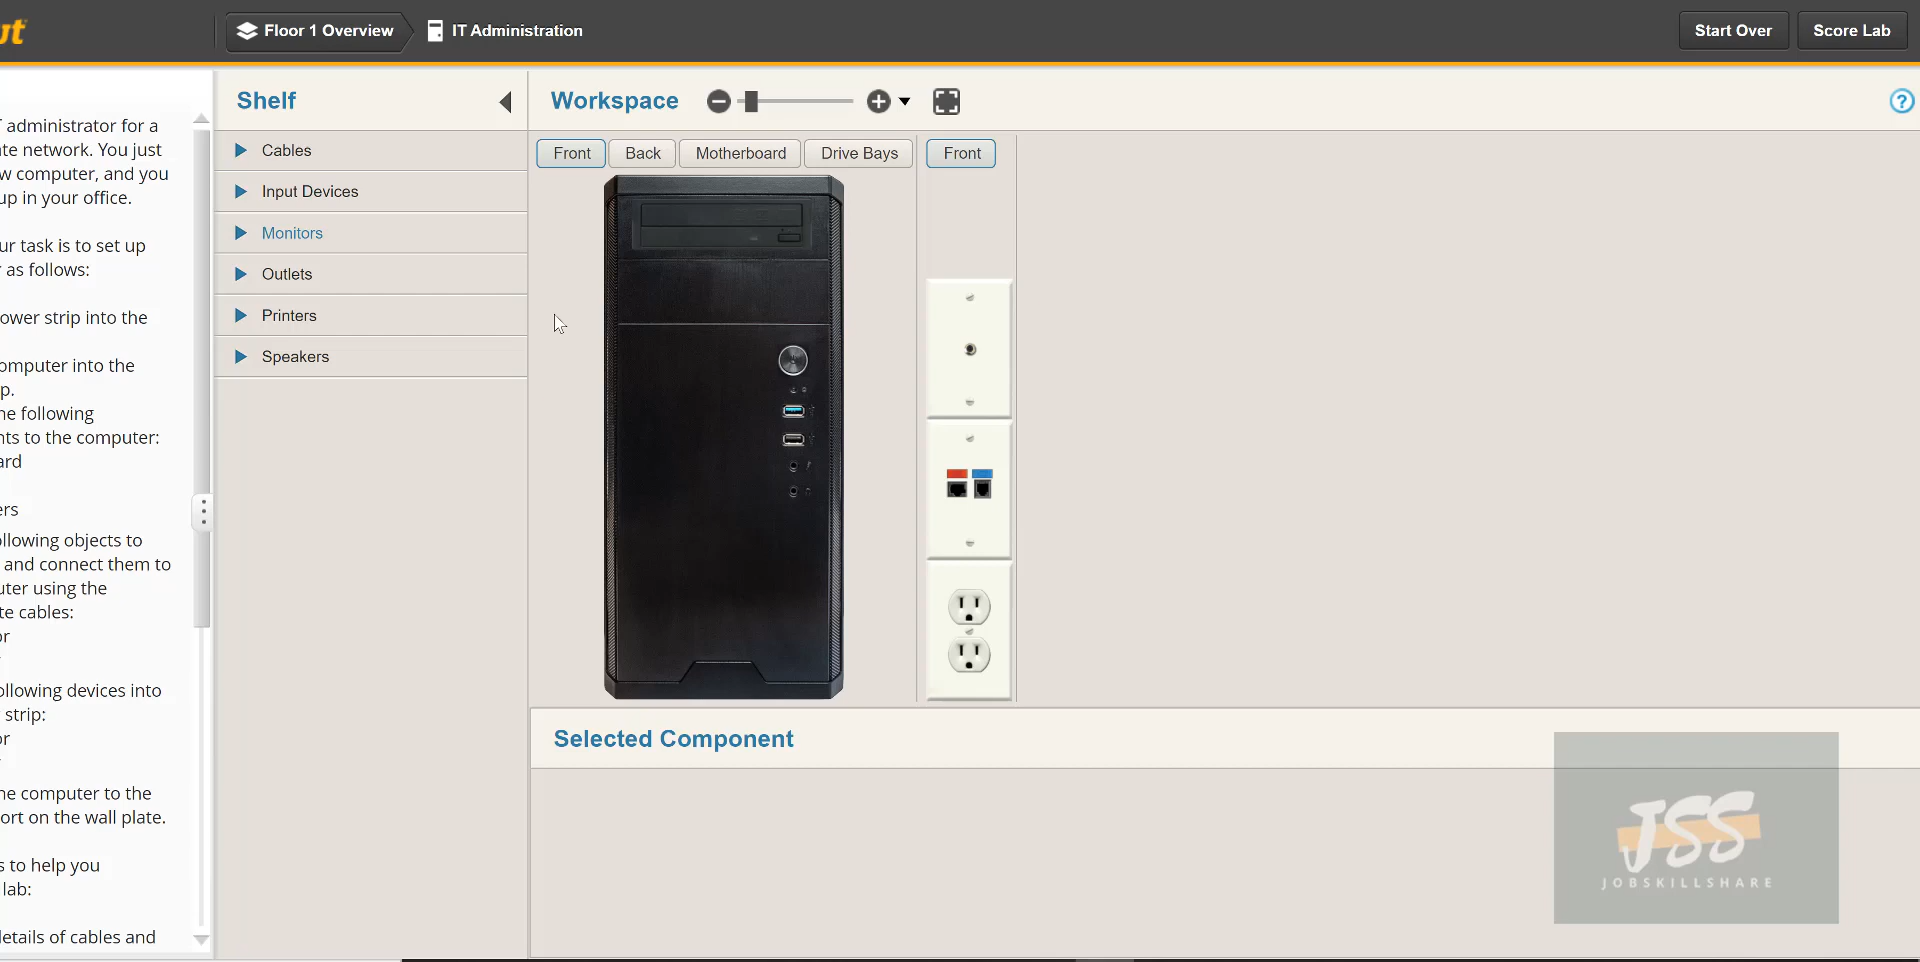 ut
Floor 1 Overview
IT Administration
Start Over
Score Lab
Shelf
Workspace
Cables
Input Devices
Monitors
Outlets
Printers
Speakers
Front
Back
Motherboard
Drive Bays
Front
administrator for a
te network. You just
w computer, and you
up in your office.
ur task is to set up
r as follows:
ower strip into the
omputer into the
p.
he following
nts to the computer:
ard
ers
ollowing objects to
and connect them to
uter using the
te cables:
or
ollowing devices into
strip:
or
he computer to the
ort on the wall plate.
s to help you
lab:
details of cables and
Selected Component
JSS
JOBSKILLSHARE
?